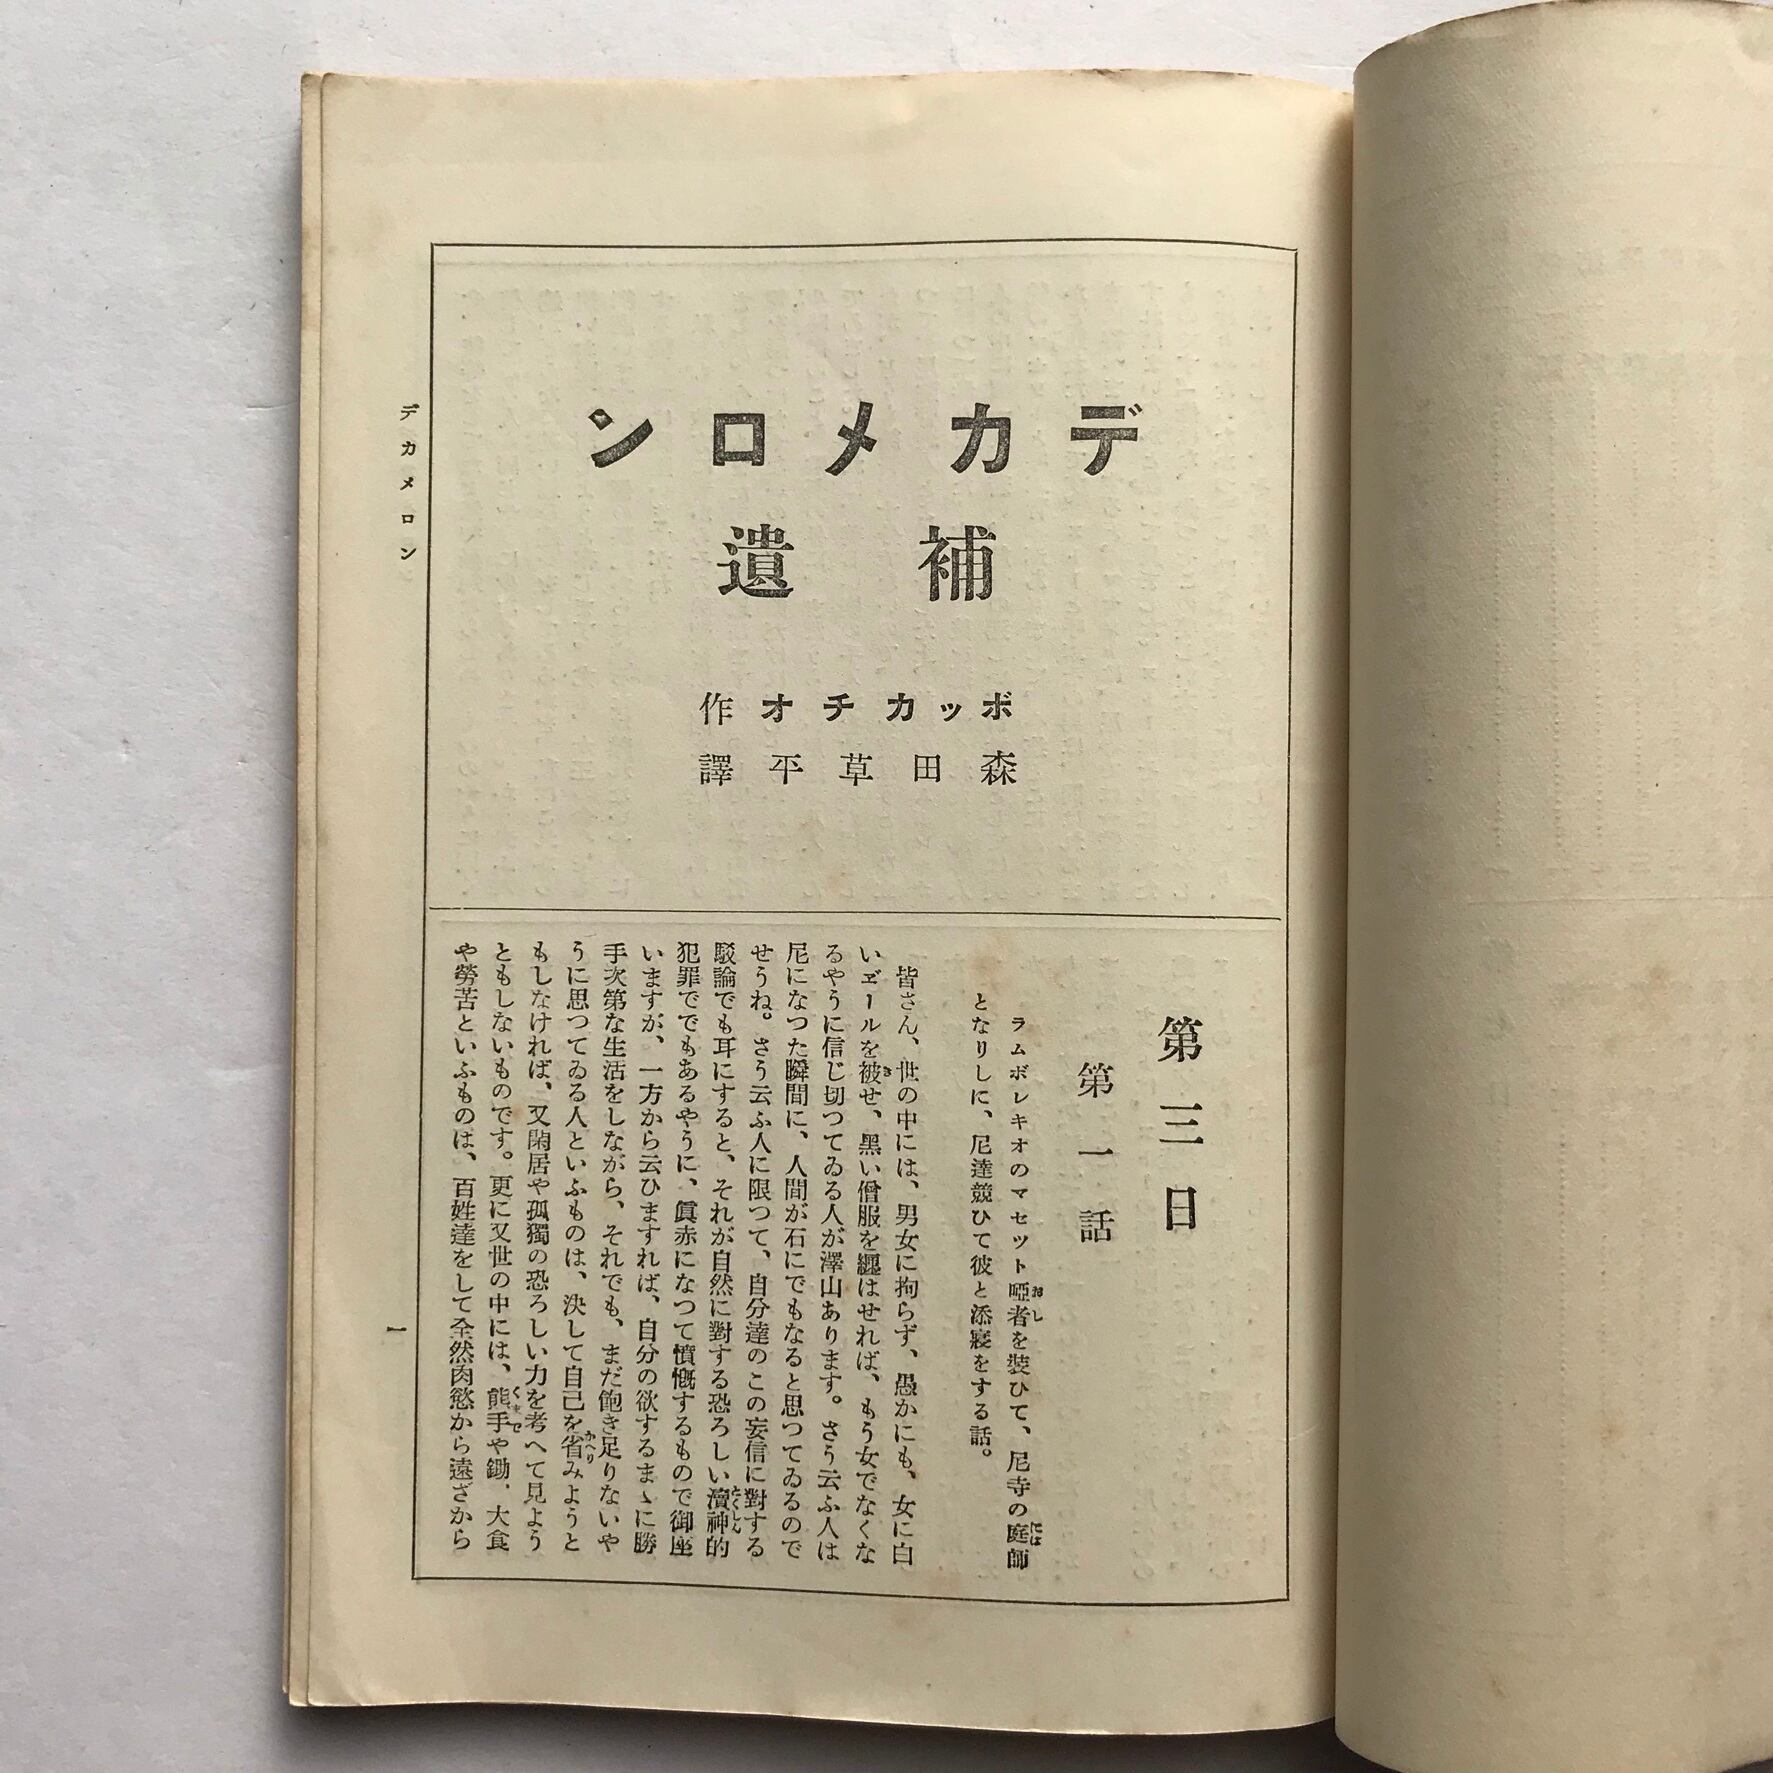 デカメロン
補遺
ボッカチオ作
森田草平譯
第三日
第一話
ラムボレキオのマセット啞者を裝ひて、尼寺の庭師
となりしに、尼達競ひて彼と添寢をする話。
皆さん、世の中には、男女に拘らず、愚かにも、女に白
いヹールを被せ、黑い僧服を纒はせれば、もう女でなくな
るやうに信じ切つてゐる人が澤山あります。さう云ふ人は
尼になつた瞬間に、人間が石にでもなると思つてゐるので
せうね。さう云ふ人に限つて、自分達のこの妄信に對する
駁論でも耳にすると、それが自然に對する恐ろしい瀆神的
犯罪ででもあるやうに、眞赤になつて憤慨するもので御座
いますが、一方から云ひますれば、自分の欲するまゝに勝
手次第な生活をしながら、それでも、まだ飽き足りないや
うに思つてゐる人といふものは、決して自己を省みようと
もしなければ、又閑居や孤獨の恐ろしい力を考へて見よう
ともしないものです。更に又世の中には、熊手や鋤、大食
や勞苦といふものは、百姓達をして全然肉慾から遠ざから
デカメロン
一